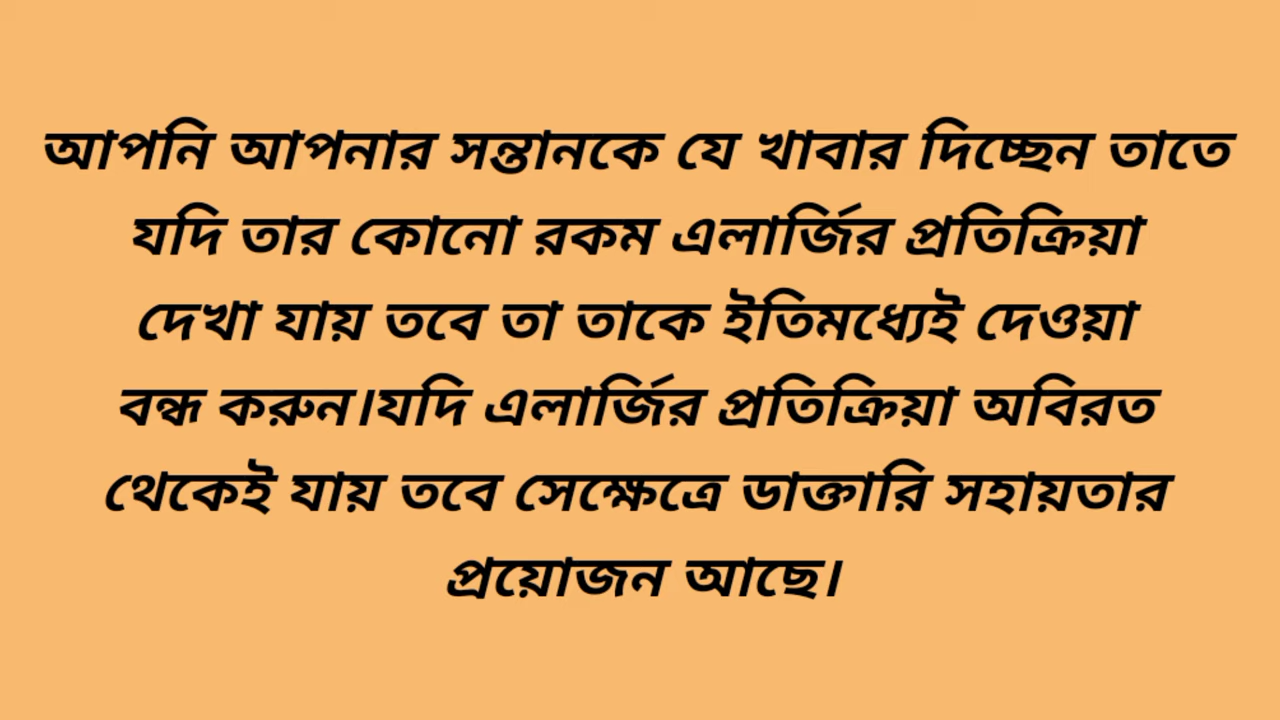 আপনি আপনার সন্তানকে যে খাবার দিচ্ছেন তাতে
যদি তার কোনো রকম এলার্জির প্রতিক্রিয়া
দেখা যায় তবে তা তাকে ইতিমধ্যেই দেওয়া
বন্ধ করুন।যদি এলার্জির প্রতিক্রিয়া অবিরত
থেকেই যায় তবে সেক্ষেত্রে ডাক্তারি সহায়তার
প্রয়োজন আছে।